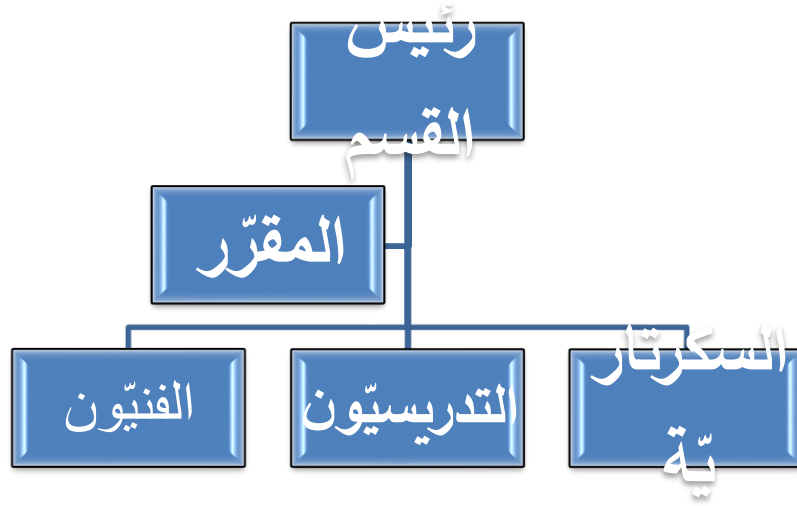 رئيس
القسم
المقرّر
السكرتار
يّة
التدريسيّون
الفنيّون